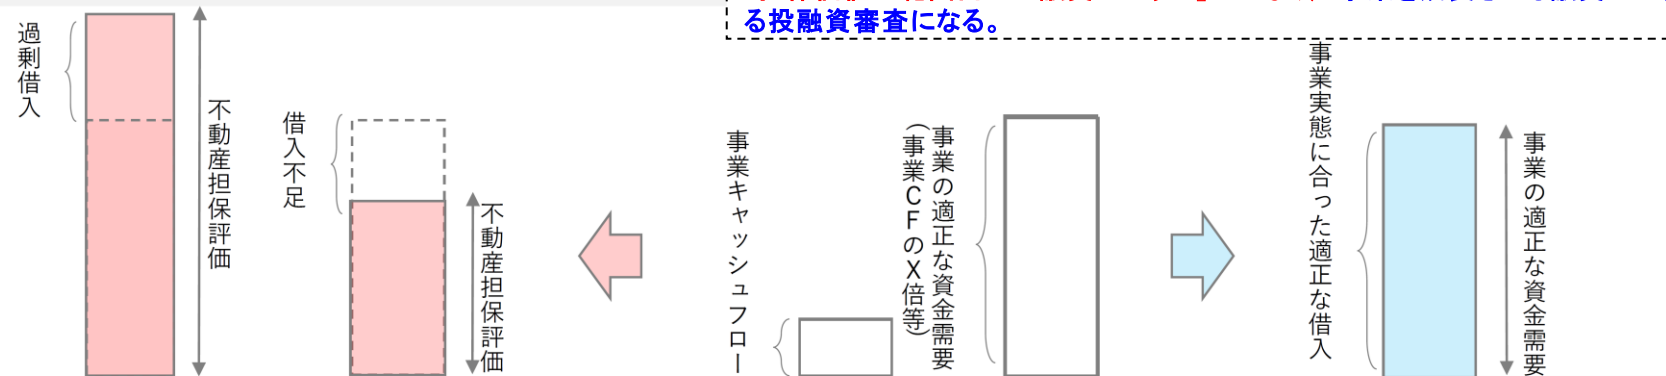 る投融資審査になる。
過剰借入
不動産担保評価
借入不足
不動産担保評価
事業キャッシュフロー
事業の適正な資金需要
（事業ＣＦのＸ倍等）
事業実態に合った適正な借入
事業の適正な資金需要